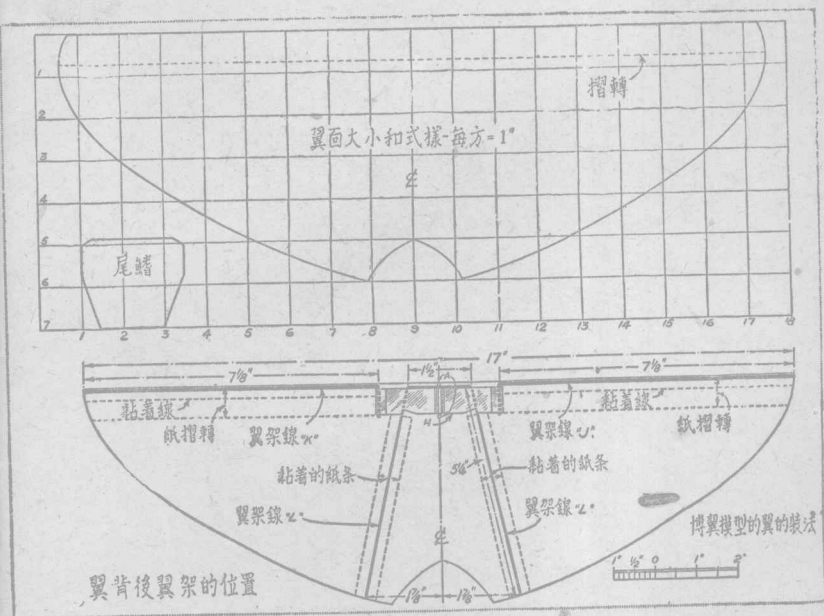 1
2
3
4
5
6
7
摺轉
翼面大小和式樣-每方=1"
℄
尾鰭
1 2 3 4 5 6 7 8 9 10 11 12 13 14 15 16 17 18
17"
7⅛"
1½"
7⅛"
A
H
粘着線
紙摺轉
翼架線"K"
粘着線
紙摺轉
翼架線"J"
粘着的紙条
粘着的紙条
翼架線"L"
翼架線"L"
℄
博翼模型的翼的裝法
1" ½" 0 1" 2"
翼背後翼架的位置